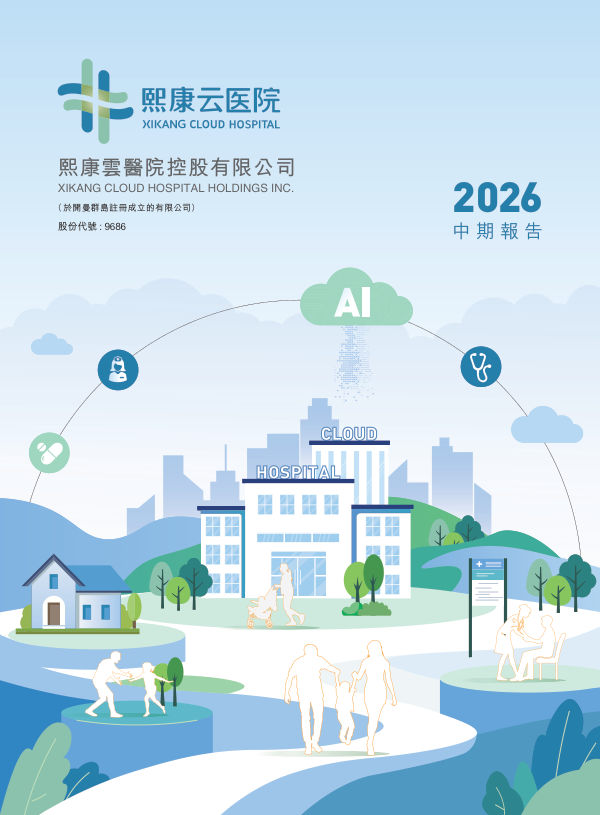 熙康云医院
XIKANG CLOUD HOSPITAL
熙康雲醫院控股有限公司
XIKANG CLOUD HOSPITAL HOLDINGS INC.
（於開曼群島註冊成立的有限公司）
股份代號 : 9686
2026
中期報告
AI
CLOUD
HOSPITAL